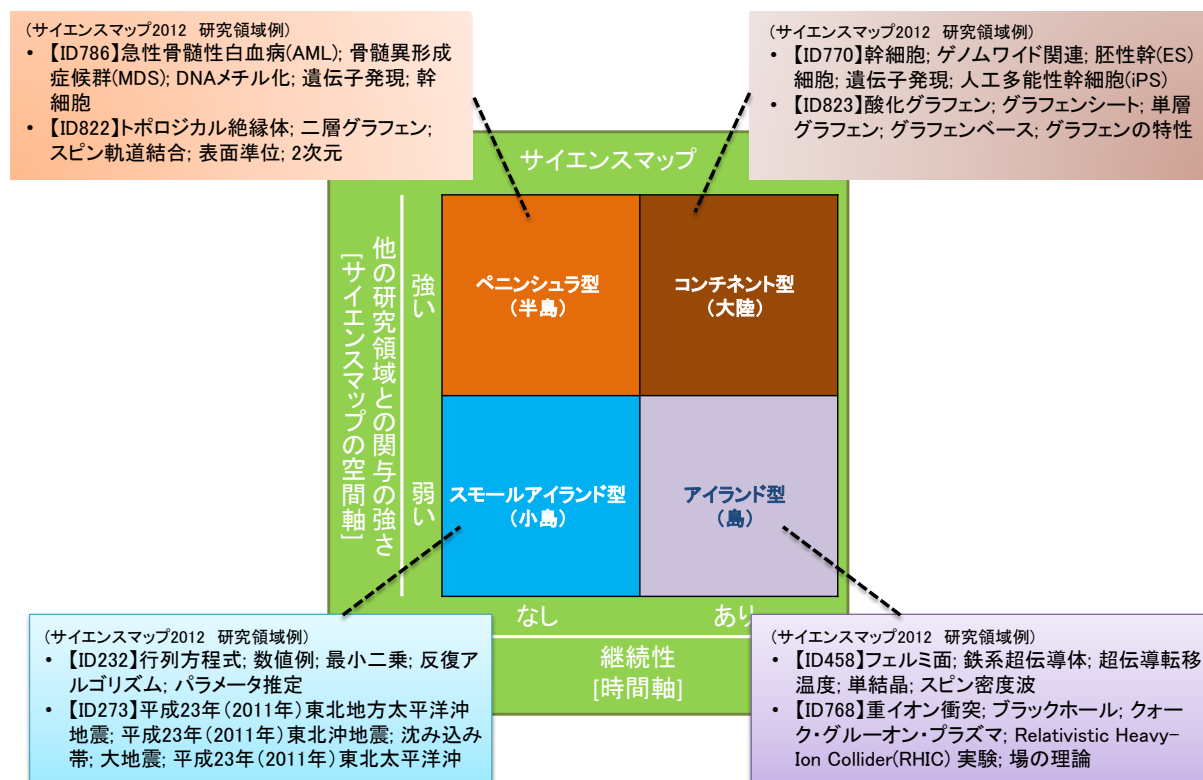 (サイエンスマップ2012 研究領域例)
• 【ID786】急性骨髄性白血病(AML); 骨髄異形成
症候群(MDS); DNAメチル化; 遺伝子発現; 幹
細胞
• 【ID822】トポロジカル絶縁体; 二層グラフェン;
スピン軌道結合; 表面準位; 2次元
(サイエンスマップ2012 研究領域例)
• 【ID770】幹細胞; ゲノムワイド関連; 胚性幹(ES)
細胞; 遺伝子発現; 人工多能性幹細胞(iPS)
• 【ID823】酸化グラフェン; グラフェンシート; 単層
グラフェン; グラフェンベース; グラフェンの特性
サイエンスマップ
他の研究領域との関与の強さ
[サイエンスマップの空間軸]
強い
弱い
ペニンシュラ型
(半島)
コンチネント型
(大陸)
スモールアイランド型
(小島)
アイランド型
(島)
なし
あり
継続性
[時間軸]
(サイエンスマップ2012 研究領域例)
• 【ID232】行列方程式; 数値例; 最小二乗; 反復ア
ルゴリズム; パラメータ推定
• 【ID273】平成23年(2011年)東北地方太平洋沖
地震; 平成23年(2011年)東北沖地震; 沈み込み
帯; 大地震; 平成23年(2011年)東北太平洋沖
(サイエンスマップ2012 研究領域例)
• 【ID458】フェルミ面; 鉄系超伝導体; 超伝導転移
温度; 単結晶; スピン密度波
• 【ID768】重イオン衝突; ブラックホール; クォー
ク・グルーオン・プラズマ; Relativistic Heavy-
Ion Collider(RHIC) 実験; 場の理論